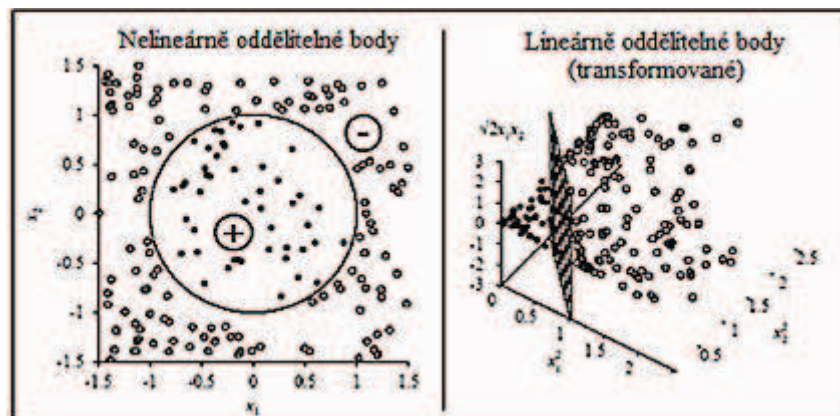 Nelineárně oddělitelné body
1.5
1.0
0.5
0
-0.5
-1.0
-1.5
x₂
-1.5 -1 -0.5 0 0.5 1 1.5
x₁
+
-
Lineárně oddělitelné body
(transformované)
√2x₁x₂
3
2
1
0
-1
-2
-3
0
0.5
1
1.5
2
x₁²
0.5
1
1.5
2
2.5
x₂²